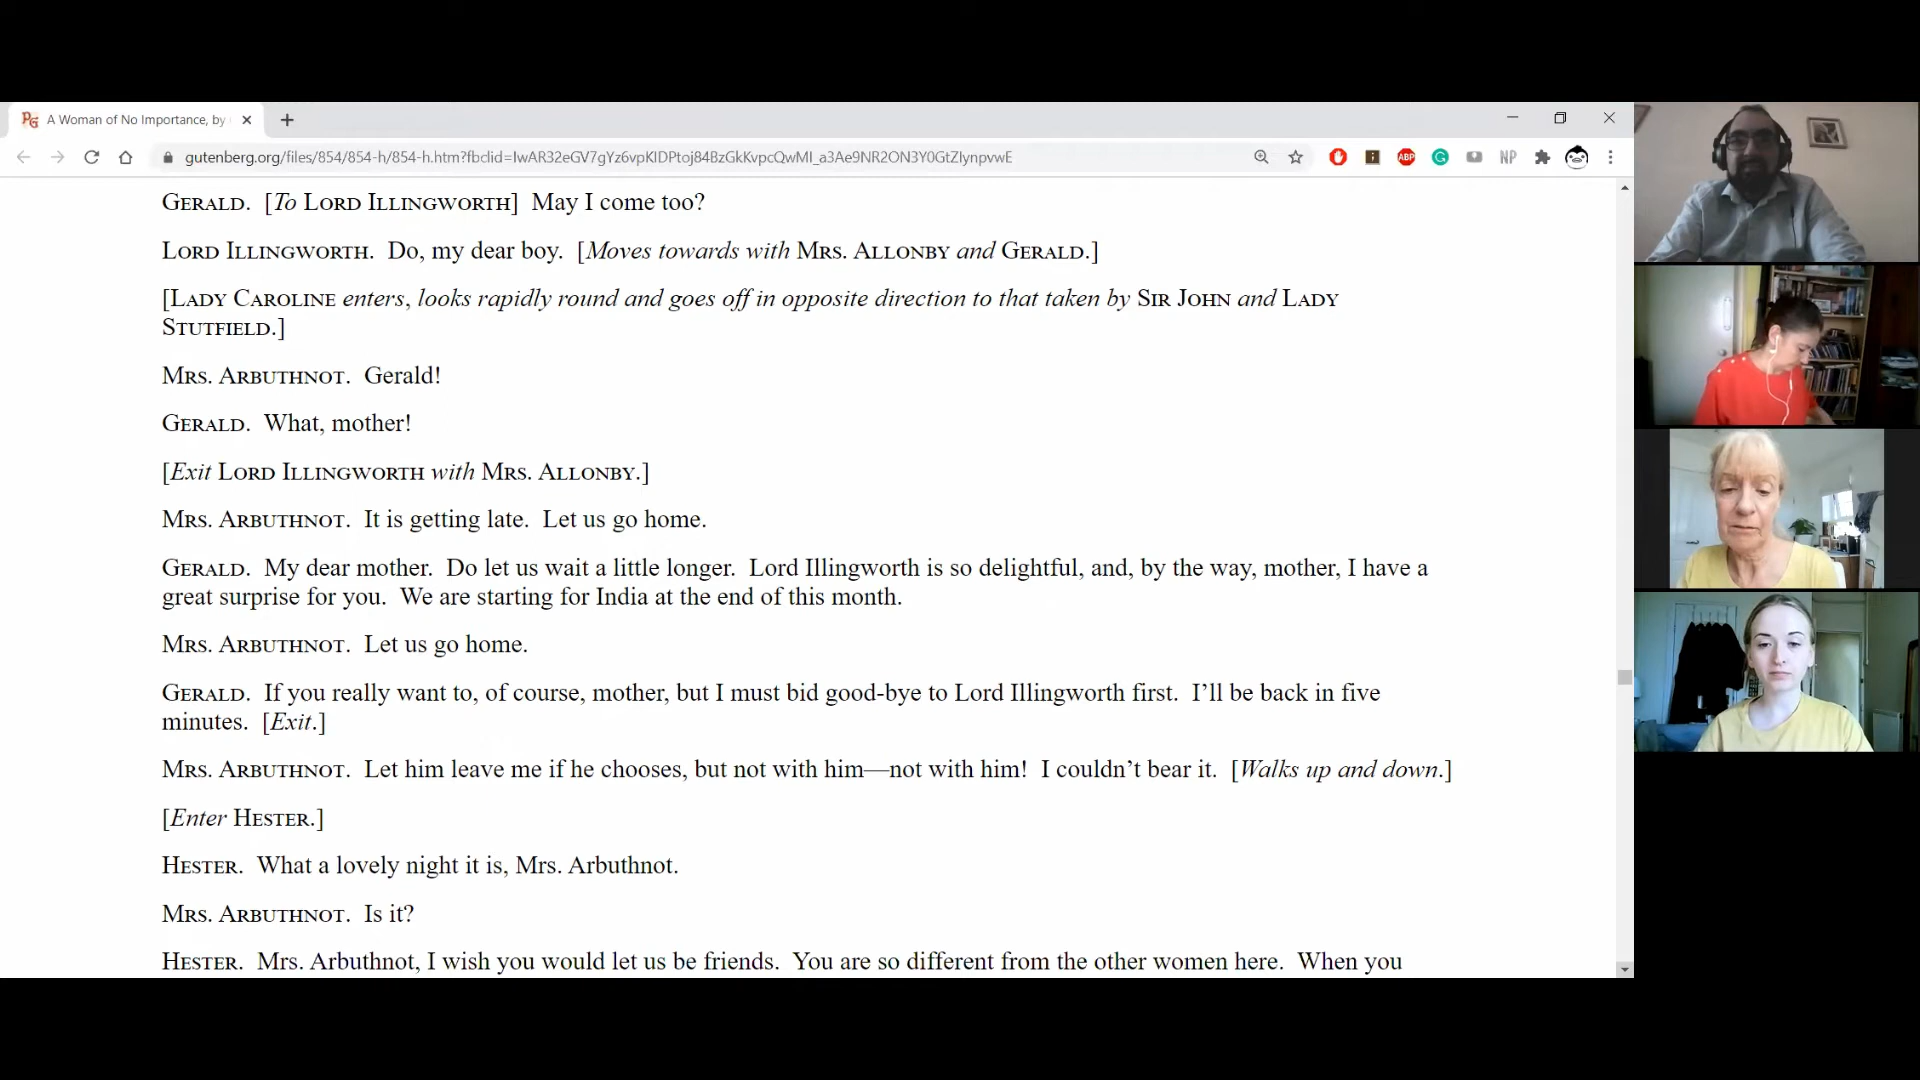 A Woman of No Importance, by
gutenberg.org/files/854/854-h/854-h.htm?fbclid=IwAR32eGV7gYz6vpKIDPtoj84BzGkKvpcQwMI_a3Ae9NR2ON3Y0GtZIynpvwE
ABP
NP
GERALD. [To LORD ILLINGWORTH] May I come too?
LORD ILLINGWORTH. Do, my dear boy. [Moves towards with MRS. ALLONBY and GERALD.]
[LADY CAROLINE enters, looks rapidly round and goes off in opposite direction to that taken by SIR JOHN and LADY
STUTFIELD.]
MRS. ARBUTHNOT. Gerald!
GERALD. What, mother!
[Exit LORD ILLINGWORTH with MRS. ALLONBY.]
MRS. ARBUTHNOT. It is getting late. Let us go home.
GERALD. My dear mother. Do let us wait a little longer. Lord Illingworth is so delightful, and, by the way, mother, I have a
great surprise for you. We are starting for India at the end of this month.
MRS. ARBUTHNOT. Let us go home.
GERALD. If you really want to, of course, mother, but I must bid good-bye to Lord Illingworth first. I’ll be back in five
minutes. [Exit.]
MRS. ARBUTHNOT. Let him leave me if he chooses, but not with him—not with him! I couldn’t bear it. [Walks up and down.]
[Enter HESTER.]
HESTER. What a lovely night it is, Mrs. Arbuthnot.
MRS. ARBUTHNOT. Is it?
HESTER. Mrs. Arbuthnot, I wish you would let us be friends. You are so different from the other women here. When you